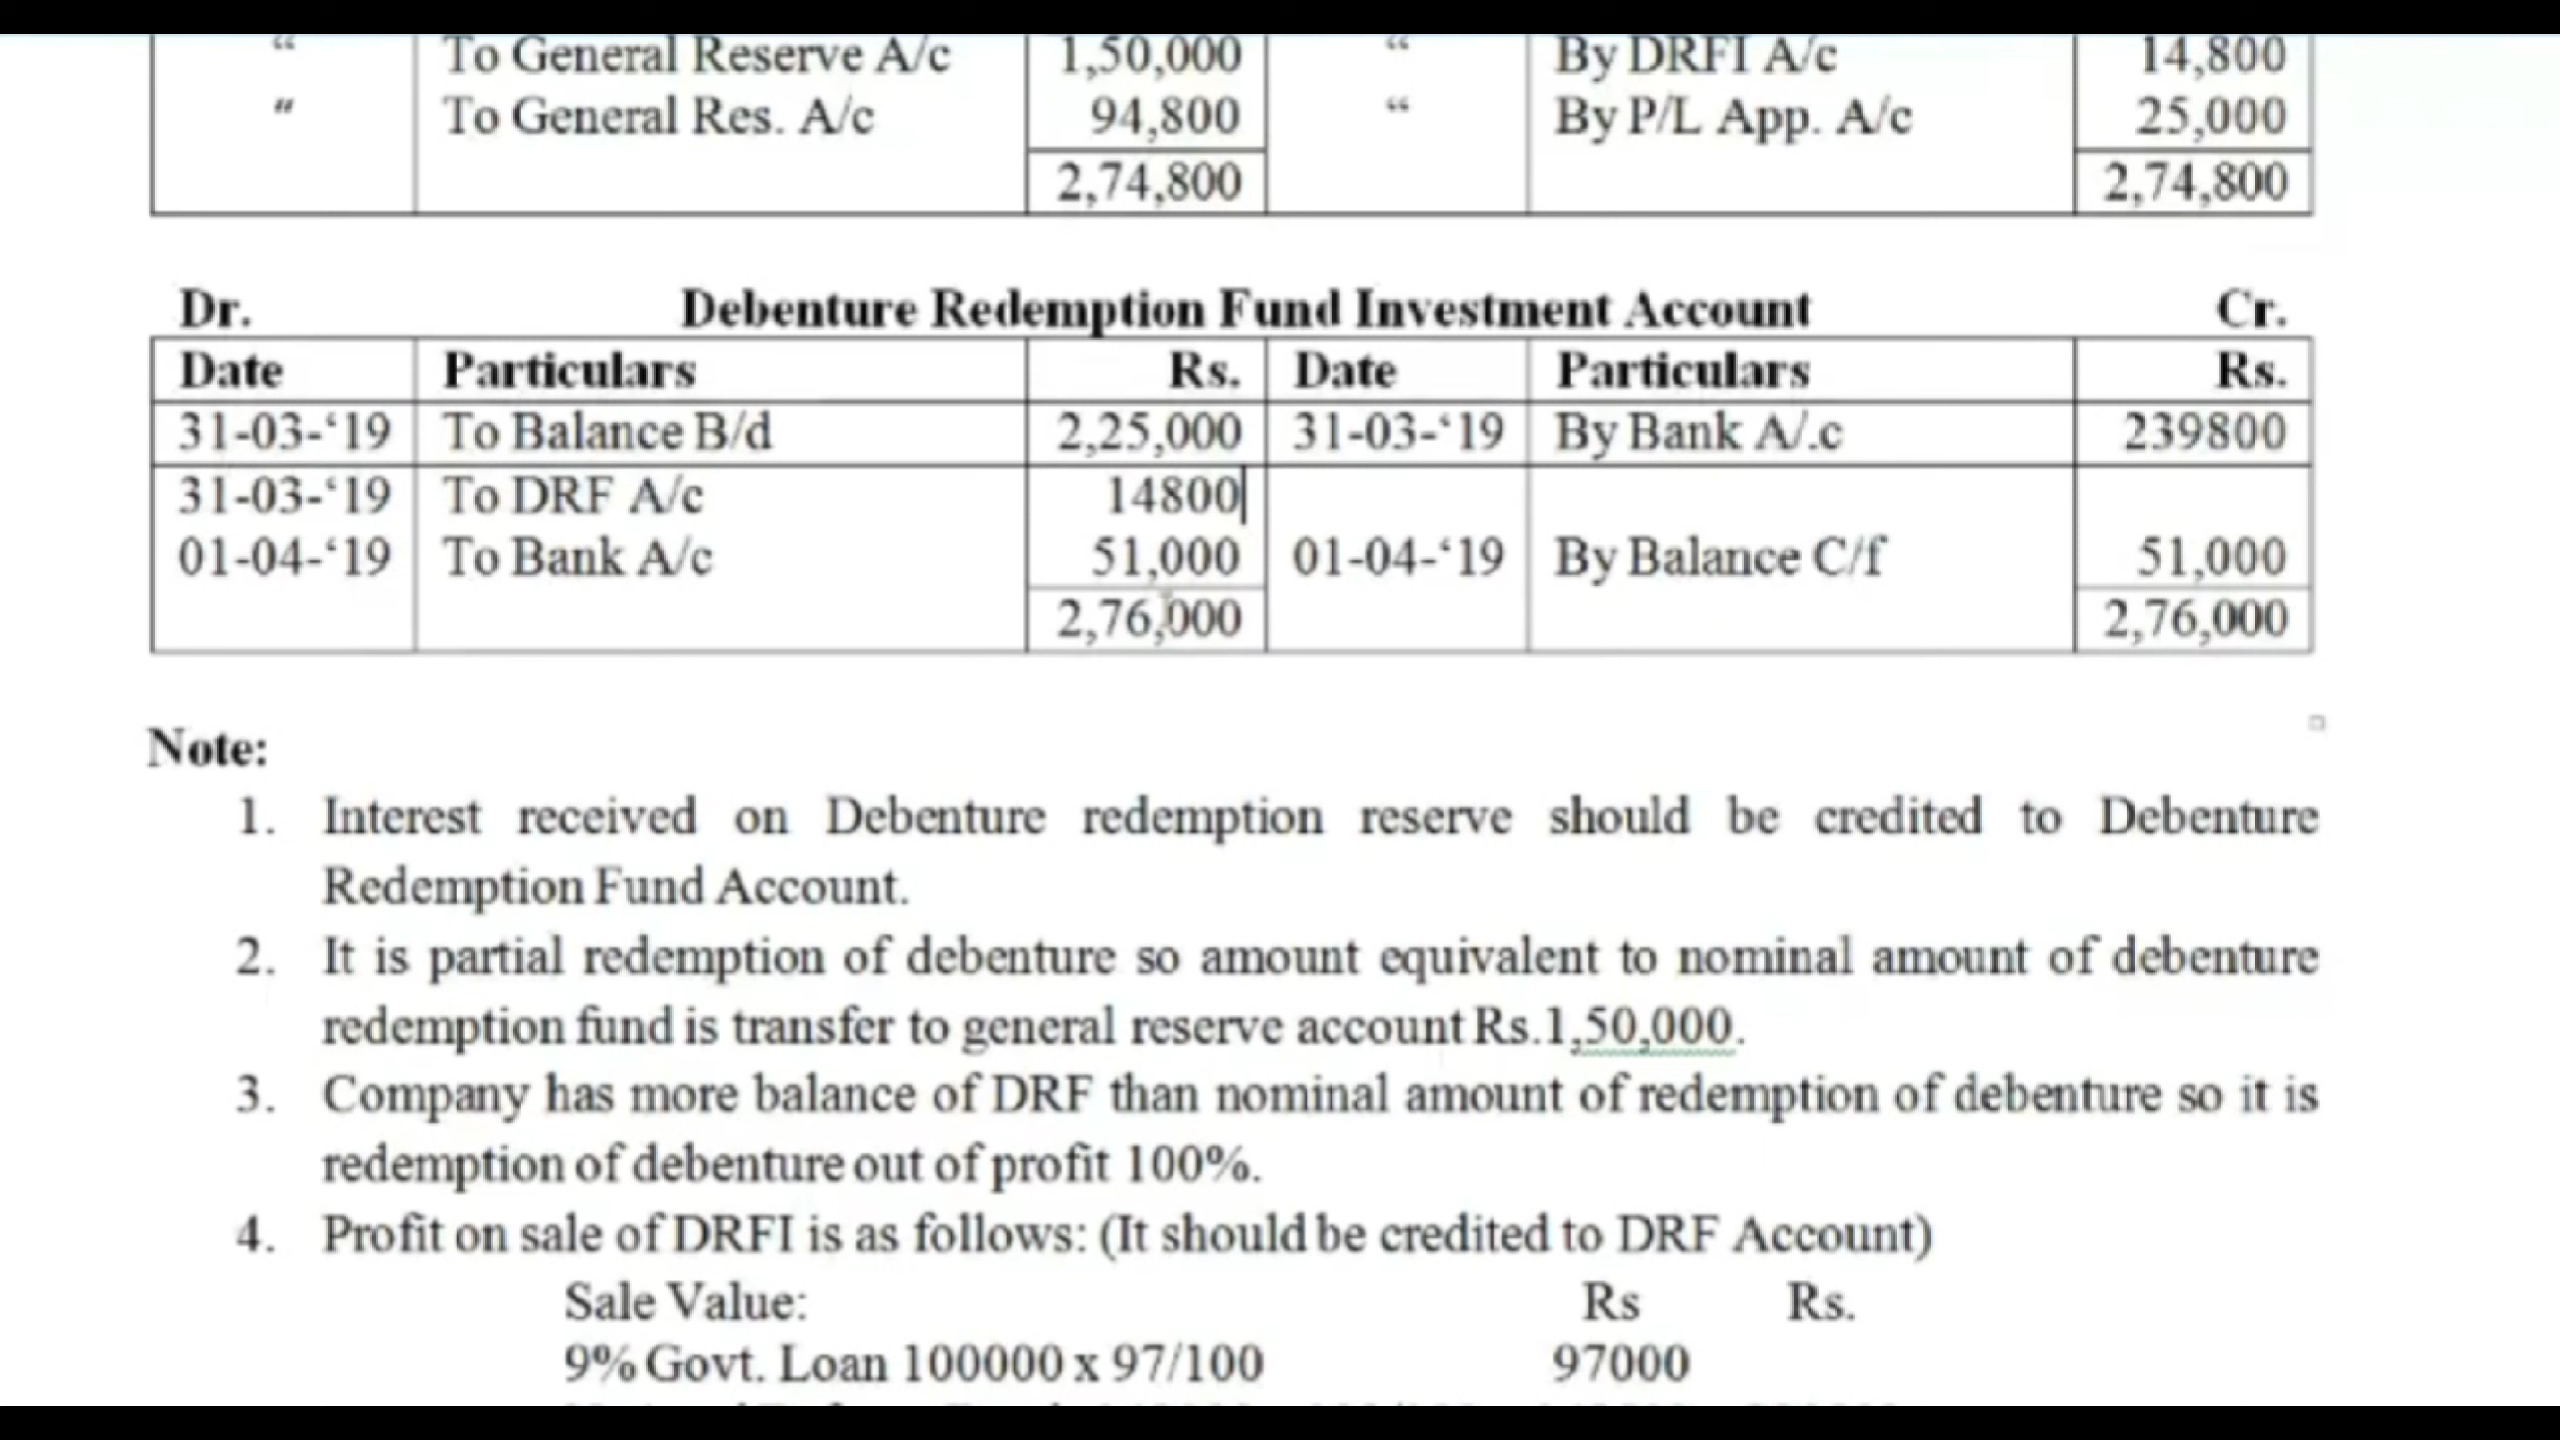 “ To General Reserve A/c 1,50,000 “ By DRFI A/c 14,800
“ To General Res. A/c 94,800 “ By P/L App. A/c 25,000
2,74,800 2,74,800
Dr. Debenture Redemption Fund Investment Account Cr.
Date Particulars Rs. Date Particulars Rs.
31-03-‘19 To Balance B/d 2,25,000 31-03-‘19 By Bank A/.c 239800
31-03-‘19 To DRF A/c 14800
01-04-‘19 To Bank A/c 51,000 01-04-‘19 By Balance C/f 51,000
2,76,000 2,76,000
Note:
1. Interest received on Debenture redemption reserve should be credited to Debenture
Redemption Fund Account.
2. It is partial redemption of debenture so amount equivalent to nominal amount of debenture
redemption fund is transfer to general reserve account Rs.1,50,000.
3. Company has more balance of DRF than nominal amount of redemption of debenture so it is
redemption of debenture out of profit 100%.
4. Profit on sale of DRFI is as follows: (It should be credited to DRF Account)
Sale Value: Rs Rs.
9% Govt. Loan 100000 x 97/100 97000